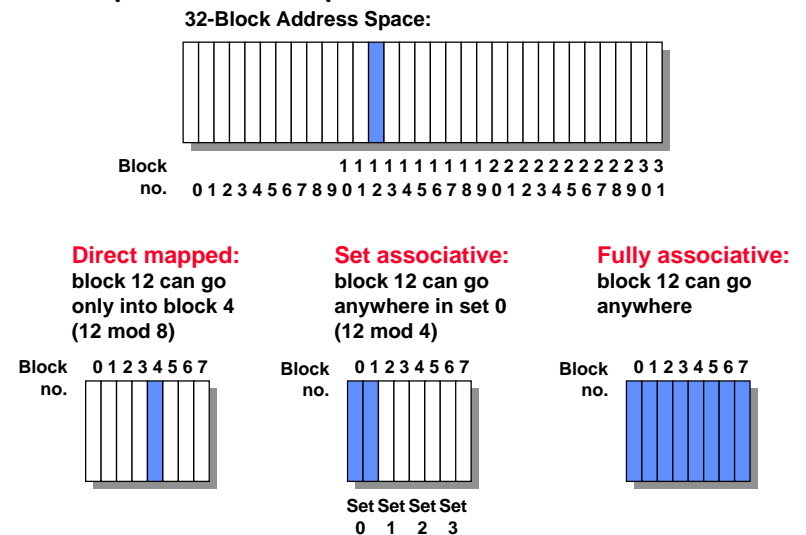 32-Block Address Space:
Block 1 1 1 1 1 1 1 1 1 1 2 2 2 2 2 2 2 2 2 2 3 3
no. 0 1 2 3 4 5 6 7 8 9 0 1 2 3 4 5 6 7 8 9 0 1 2 3 4 5 6 7 8 9 0 1
Direct mapped:
block 12 can go
only into block 4
(12 mod 8)
Block 0 1 2 3 4 5 6 7
no.
Set associative:
block 12 can go
anywhere in set 0
(12 mod 4)
Block 0 1 2 3 4 5 6 7
no.
Set Set Set Set
0 1 2 3
Fully associative:
block 12 can go
anywhere
Block 0 1 2 3 4 5 6 7
no.